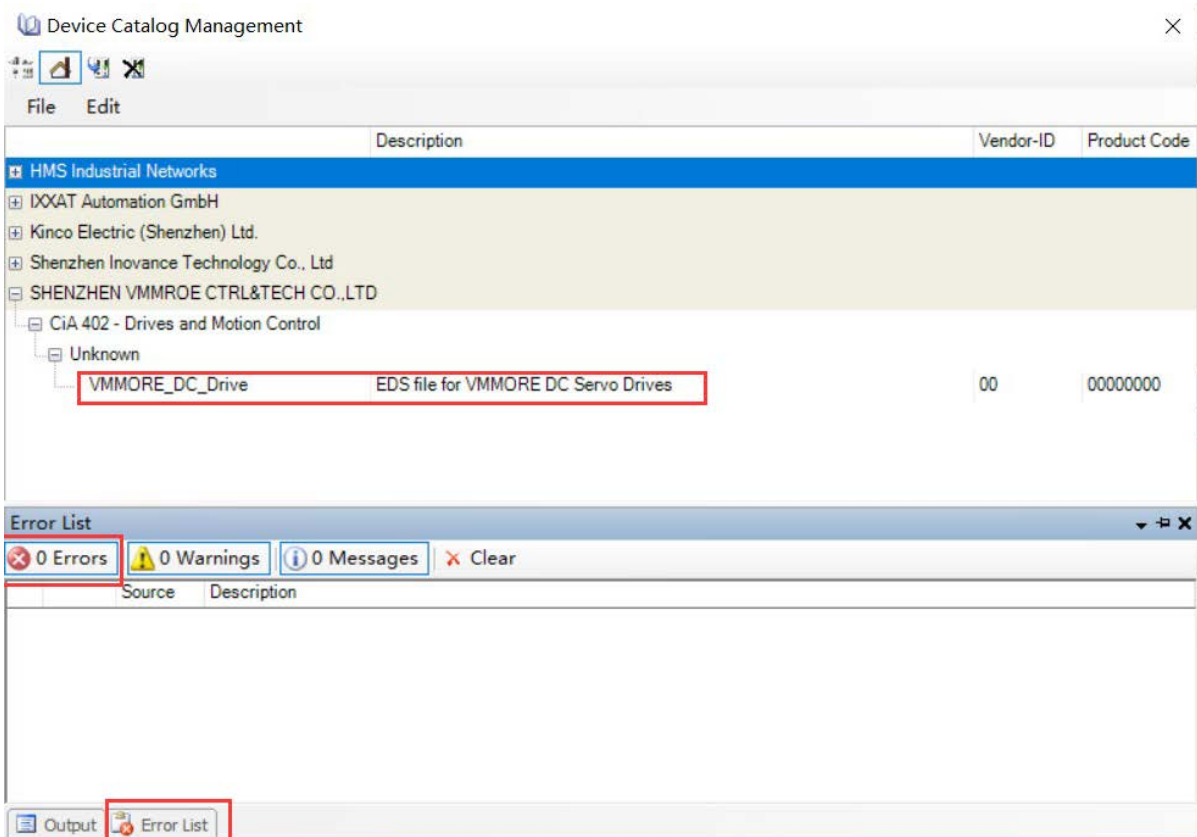 Device Catalog Management
File Edit
Description Vendor-ID Product Code
HMS Industrial Networks
IXXAT Automation GmbH
Kinco Electric (Shenzhen) Ltd.
Shenzhen Inovance Technology Co., Ltd
SHENZHEN VMMROE CTRL&TECH CO.,LTD
CiA 402 - Drives and Motion Control
Unknown
VMMORE_DC_Drive EDS file for VMMORE DC Servo Drives 00 00000000
Error List
0 Errors 0 Warnings 0 Messages Clear
Source Description
Output Error List